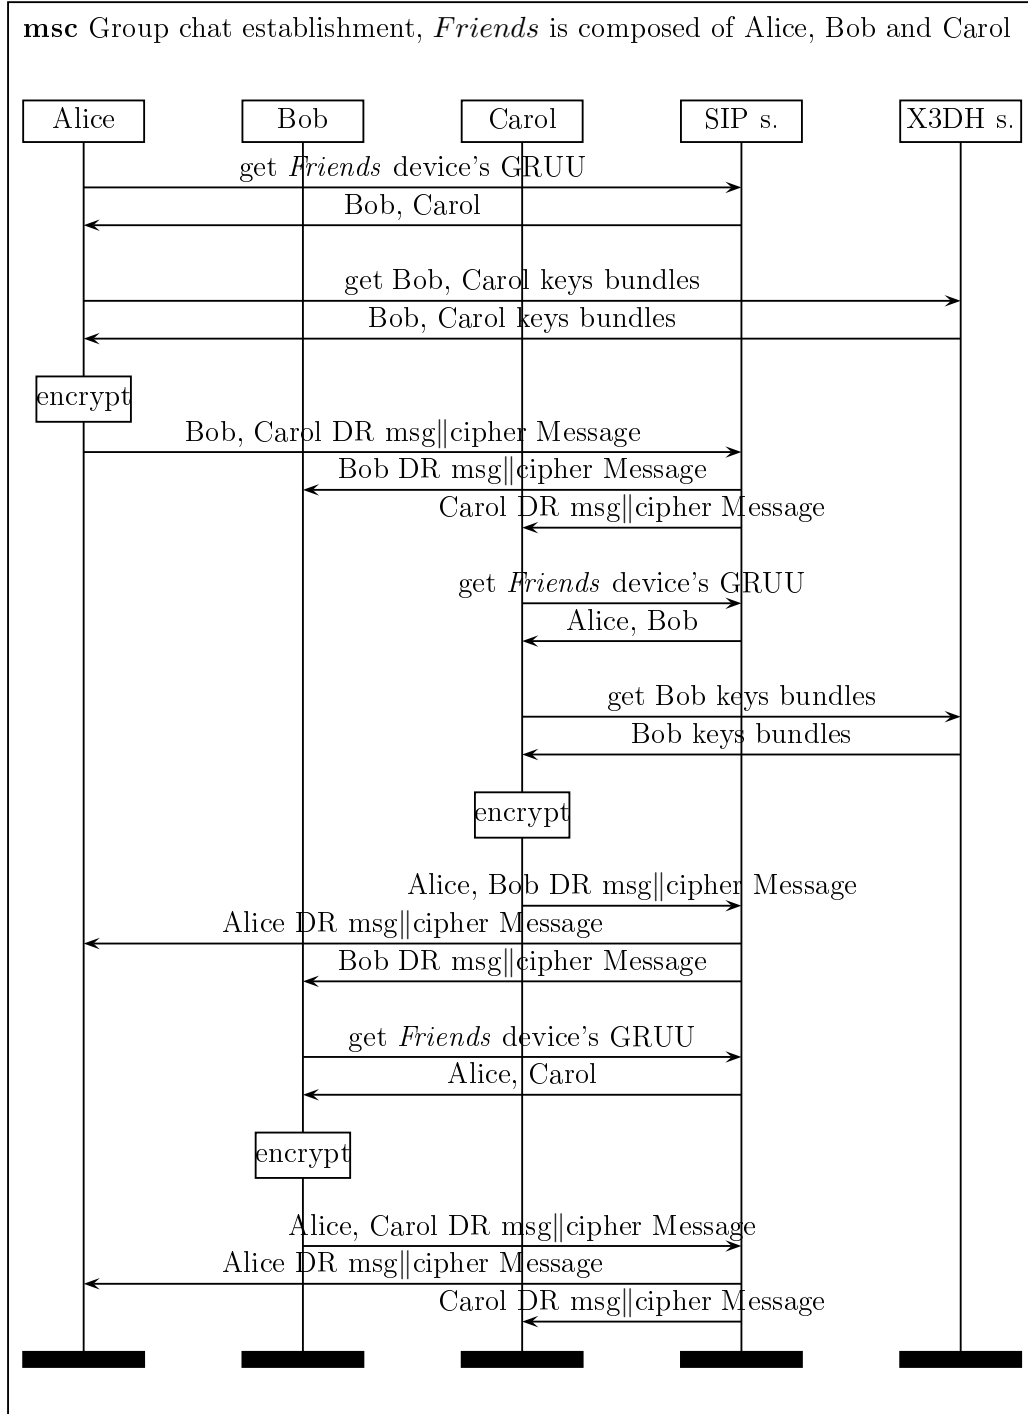 msc Group chat establishment, Friends is composed of Alice, Bob and Carol
Alice Bob Carol SIP s. X3DH s.
get Friends device's GRUU
Bob, Carol
get Bob, Carol keys bundles
Bob, Carol keys bundles
encrypt
Bob, Carol DR msg||cipher Message
Bob DR msg||cipher Message
Carol DR msg||cipher Message
get Friends device's GRUU
Alice, Bob
get Bob keys bundles
Bob keys bundles
encrypt
Alice, Bob DR msg||cipher Message
Alice DR msg||cipher Message
Bob DR msg||cipher Message
get Friends device's GRUU
Alice, Carol
encrypt
Alice, Carol DR msg||cipher Message
Alice DR msg||cipher Message
Carol DR msg||cipher Message